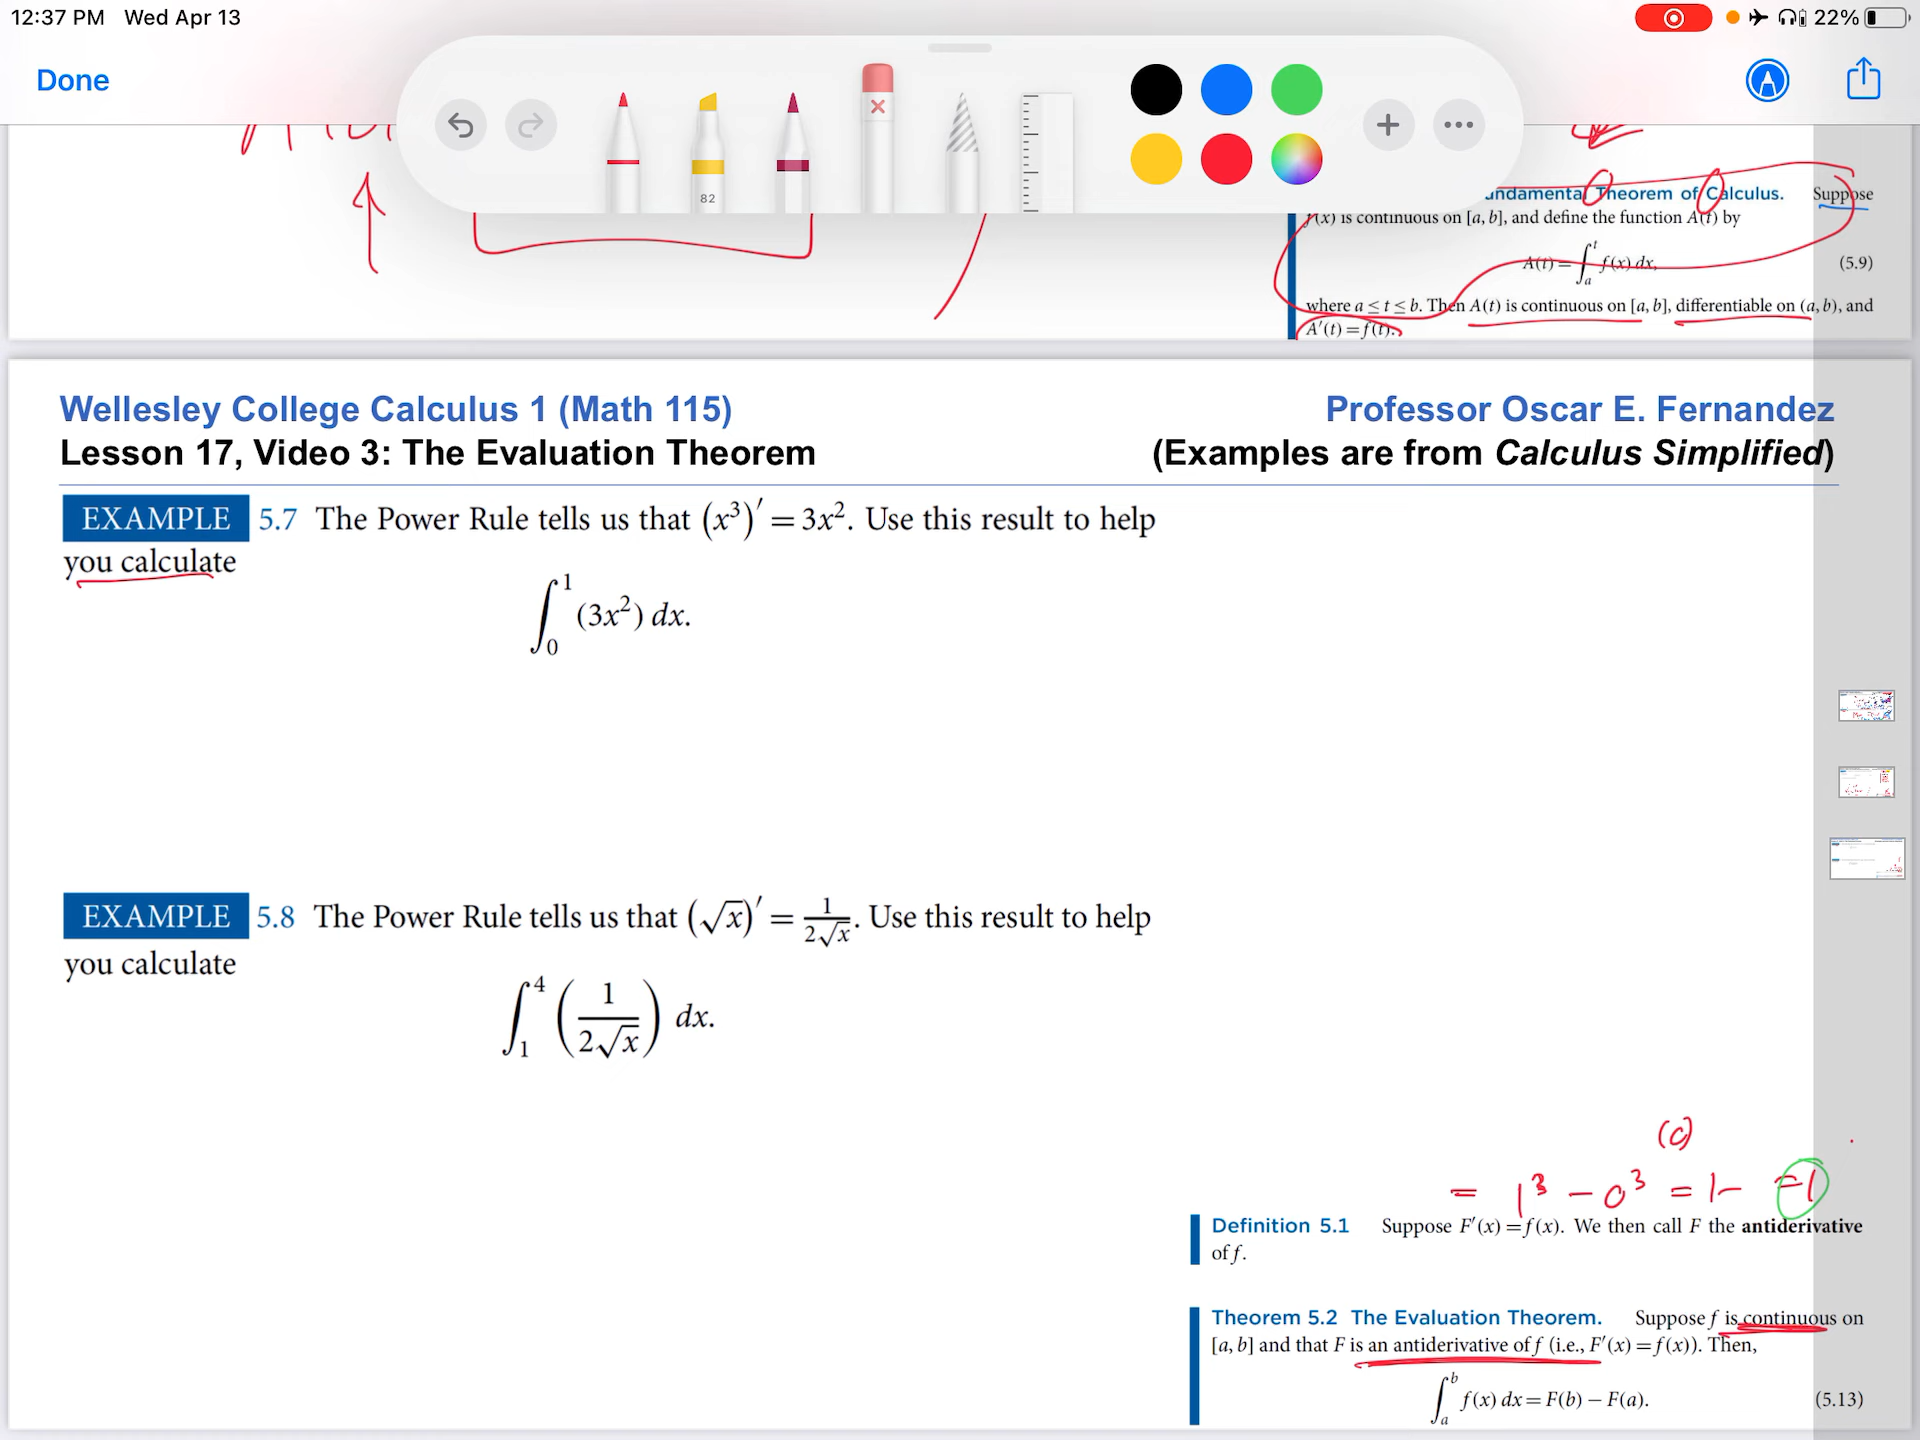 12:37 PM Wed Apr 13
22%
Done
82
undamental Theorem of Calculus. Suppose
f(x) is continuous on [a, b], and define the function A(t) by
A(t) = ∫ₐᵗ f(x) dx, (5.9)
where a ≤ t ≤ b. Then A(t) is continuous on [a, b], differentiable on (a, b), and
A′(t) = f(t).
Wellesley College Calculus 1 (Math 115) Professor Oscar E. Fernandez
Lesson 17, Video 3: The Evaluation Theorem (Examples are from Calculus Simplified)
EXAMPLE 5.7 The Power Rule tells us that (x³)′ = 3x². Use this result to help
you calculate
∫₀¹ (3x²) dx.
EXAMPLE 5.8 The Power Rule tells us that (√x)′ = 1/(2√x). Use this result to help
you calculate
∫₁⁴ (1/(2√x)) dx.
= 1³ − 0³ = 1− =1
Definition 5.1 Suppose F′(x) = f(x). We then call F the antiderivative
of f.
Theorem 5.2 The Evaluation Theorem. Suppose f is continuous on
[a, b] and that F is an antiderivative of f (i.e., F′(x) = f(x)). Then,
∫ₐᵇ f(x) dx = F(b) − F(a). (5.13)